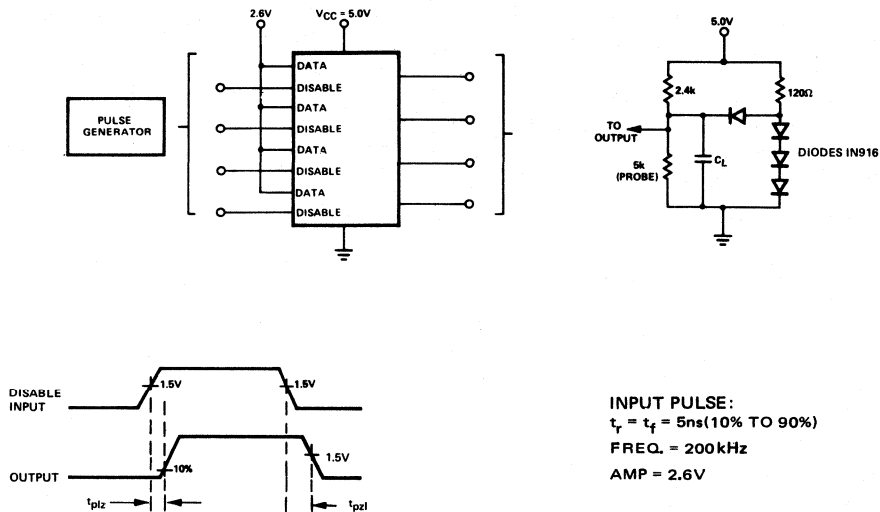 2.6V
VCC = 5.0V
5.0V
PULSE
GENERATOR
DATA
DISABLE
DATA
DISABLE
DATA
DISABLE
DATA
DISABLE
2.4k
120Ω
TO
OUTPUT
5k
(PROBE)
CL
DIODES IN916
DISABLE
INPUT
1.5V
1.5V
OUTPUT
10%
1.5V
tplz
tpzl
INPUT PULSE:
tr = tf = 5ns(10% TO 90%)
FREQ. = 200kHz
AMP = 2.6V